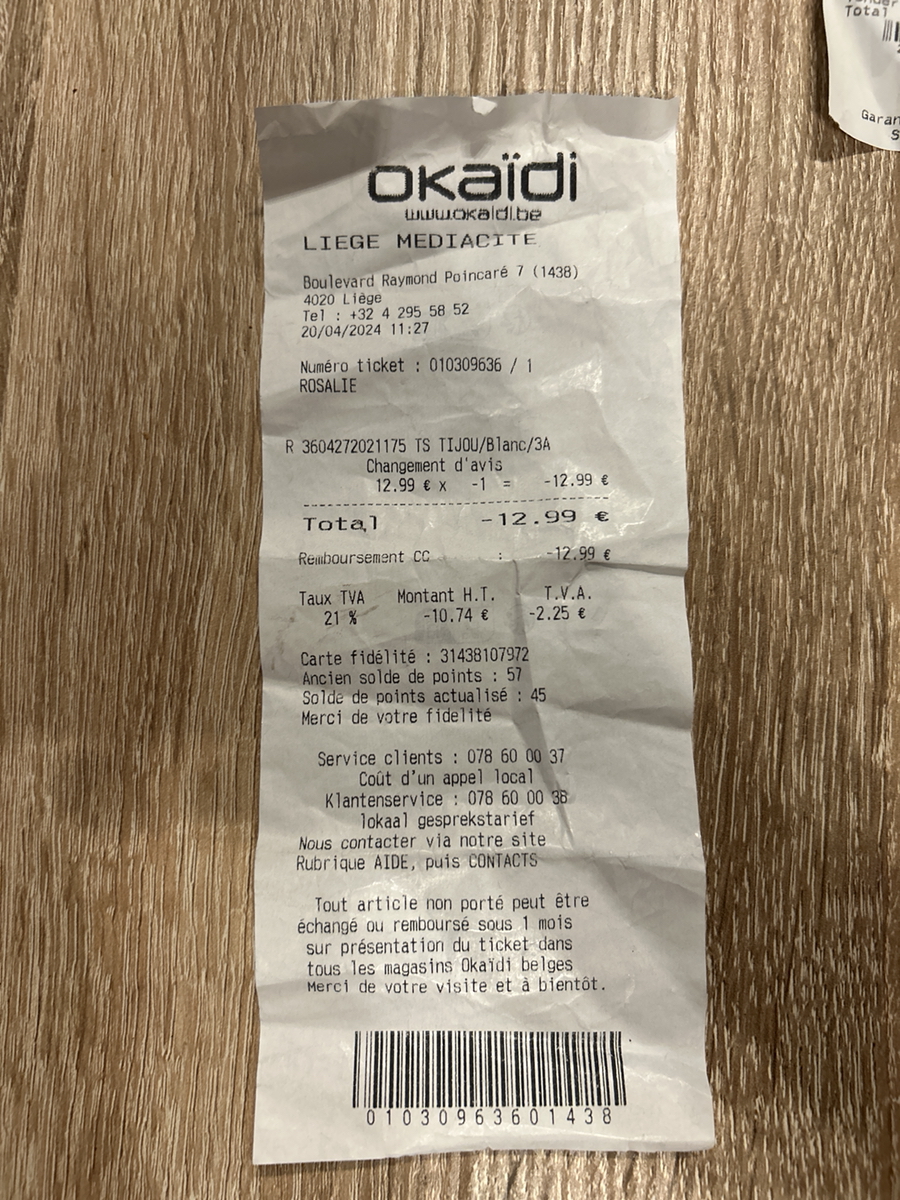 okaïdi
www.okaidi.be
LIEGE MEDIACITE
Boulevard Raymond Poincaré 7 (1438)
4020 Liège
Tel : +32 4 295 58 52
20/04/2024 11:27
Numéro ticket : 010309636 / 1
ROSALIE
R 3604272021175 TS TIJOU/Blanc/3A
Changement d'avis
12.99 € x -1 = -12.99 €
Total -12.99 €
Remboursement CC : -12.99 €
Taux TVA Montant H.T. T.V.A.
21 % -10.74 € -2.25 €
Carte fidélité : 31438107972
Ancien solde de points : 57
Solde de points actualisé : 45
Merci de votre fidelité
Service clients : 078 60 00 37
Coût d'un appel local
Klantenservice : 078 60 00 38
lokaal gesprekstarief
Nous contacter via notre site
Rubrique AIDE, puis CONTACTS
Tout article non porté peut être
échangé ou remboursé sous 1 mois
sur présentation du ticket dans
tous les magasins Okaïdi belges
Merci de votre visite et à bientôt.
01030963601438
Total